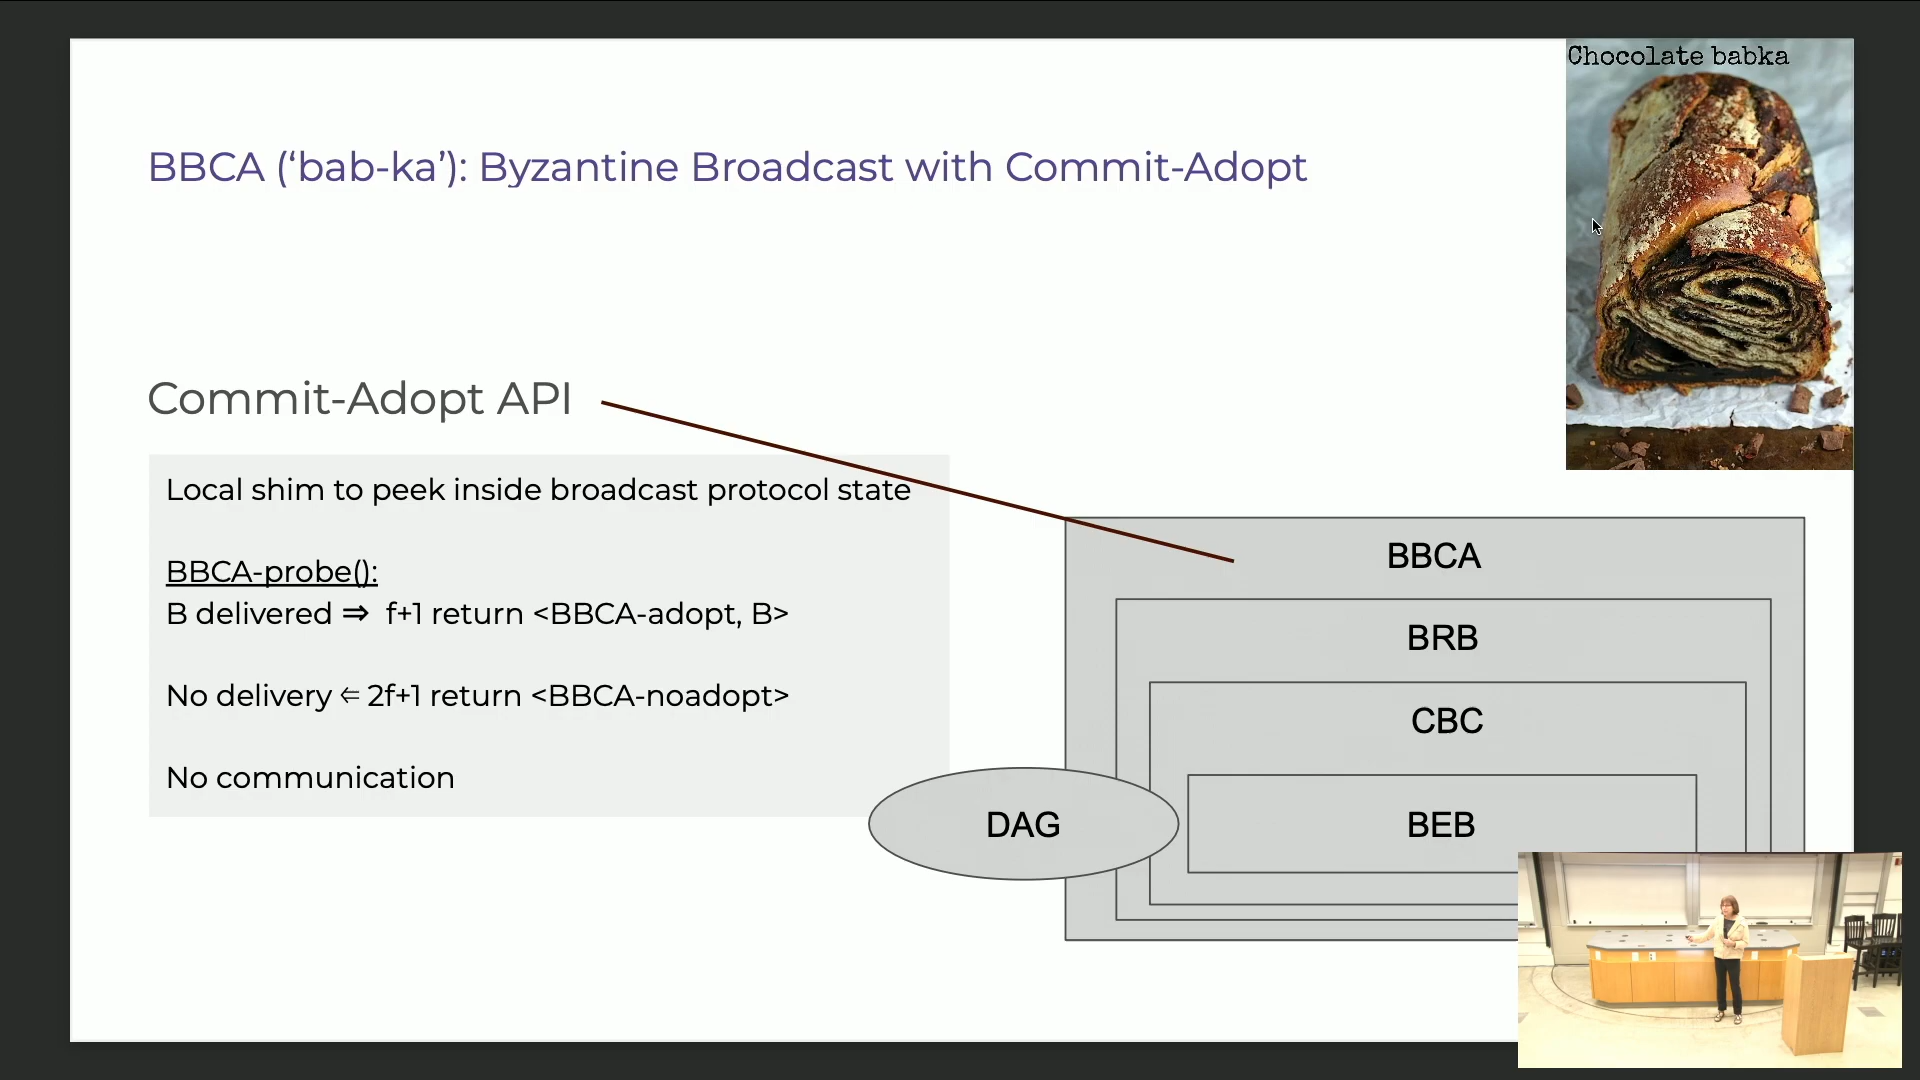 Chocolate babka
BBCA (‘bab-ka’): Byzantine Broadcast with Commit-Adopt
Commit-Adopt API
Local shim to peek inside broadcast protocol state
BBCA-probe():
B delivered ⇒ f+1 return <BBCA-adopt, B>
No delivery ⇐ 2f+1 return <BBCA-noadopt>
No communication
BBCA
BRB
CBC
DAG
BEB